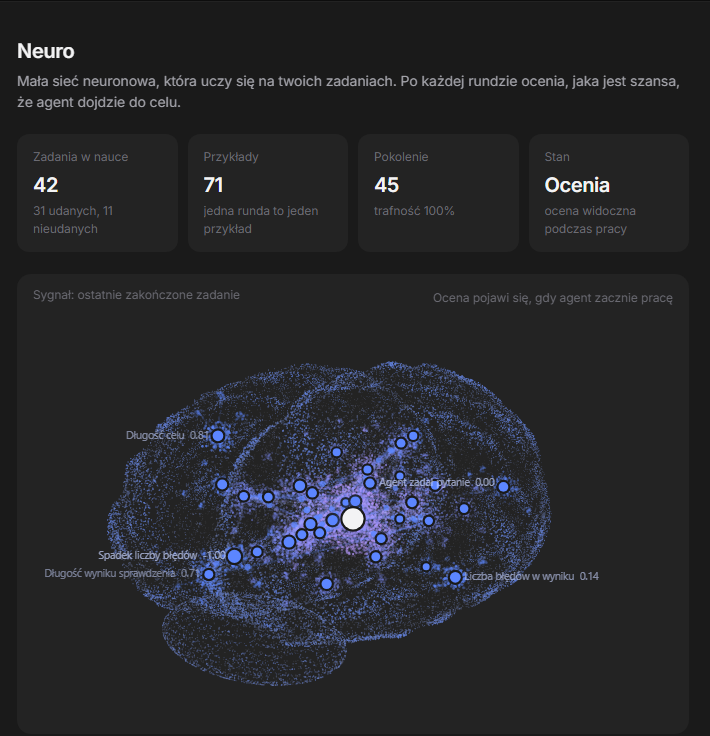 Neuro
Mała sieć neuronowa, która uczy się na twoich zadaniach. Po każdej rundzie ocenia, jaka jest szansa,
że agent dojdzie do celu.
Zadania w nauce
42
31 udanych, 11
nieudanych
Przykłady
71
jedna runda to jeden
przykład
Pokolenie
45
trafność 100%
Stan
Ocenia
ocena widoczna
podczas pracy
Sygnał: ostatnie zakończone zadanie
Ocena pojawi się, gdy agent zacznie pracę
Długość celu 0.81
Agent zadał pytanie 0.00
Spadek liczby błędów -1.00
Długość wyniku sprawdzenia
Liczba błędów w wyniku 0.14